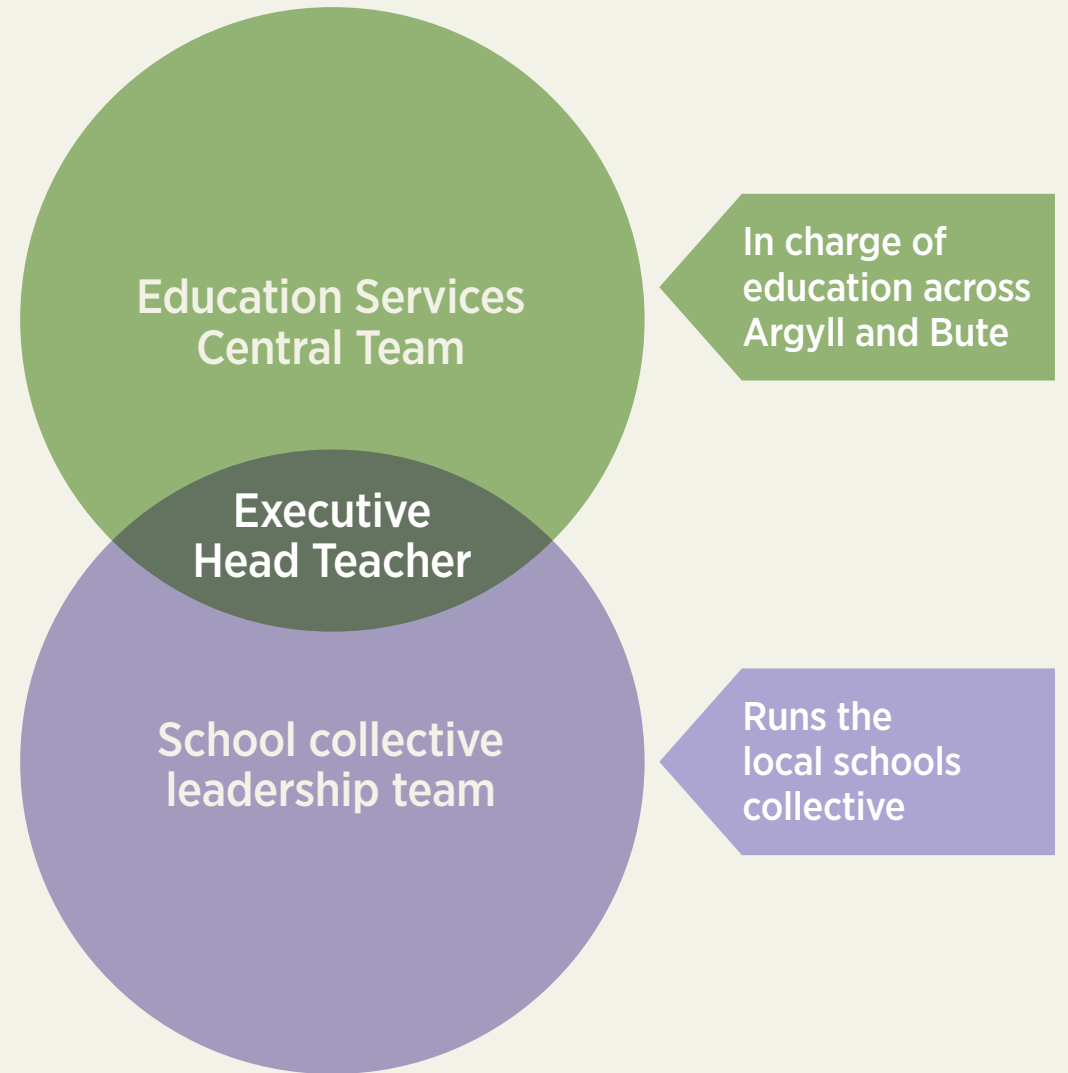 Education Services
Central Team
In charge of
education across
Argyll and Bute
Executive
Head Teacher
School collective
leadership team
Runs the
local schools
collective